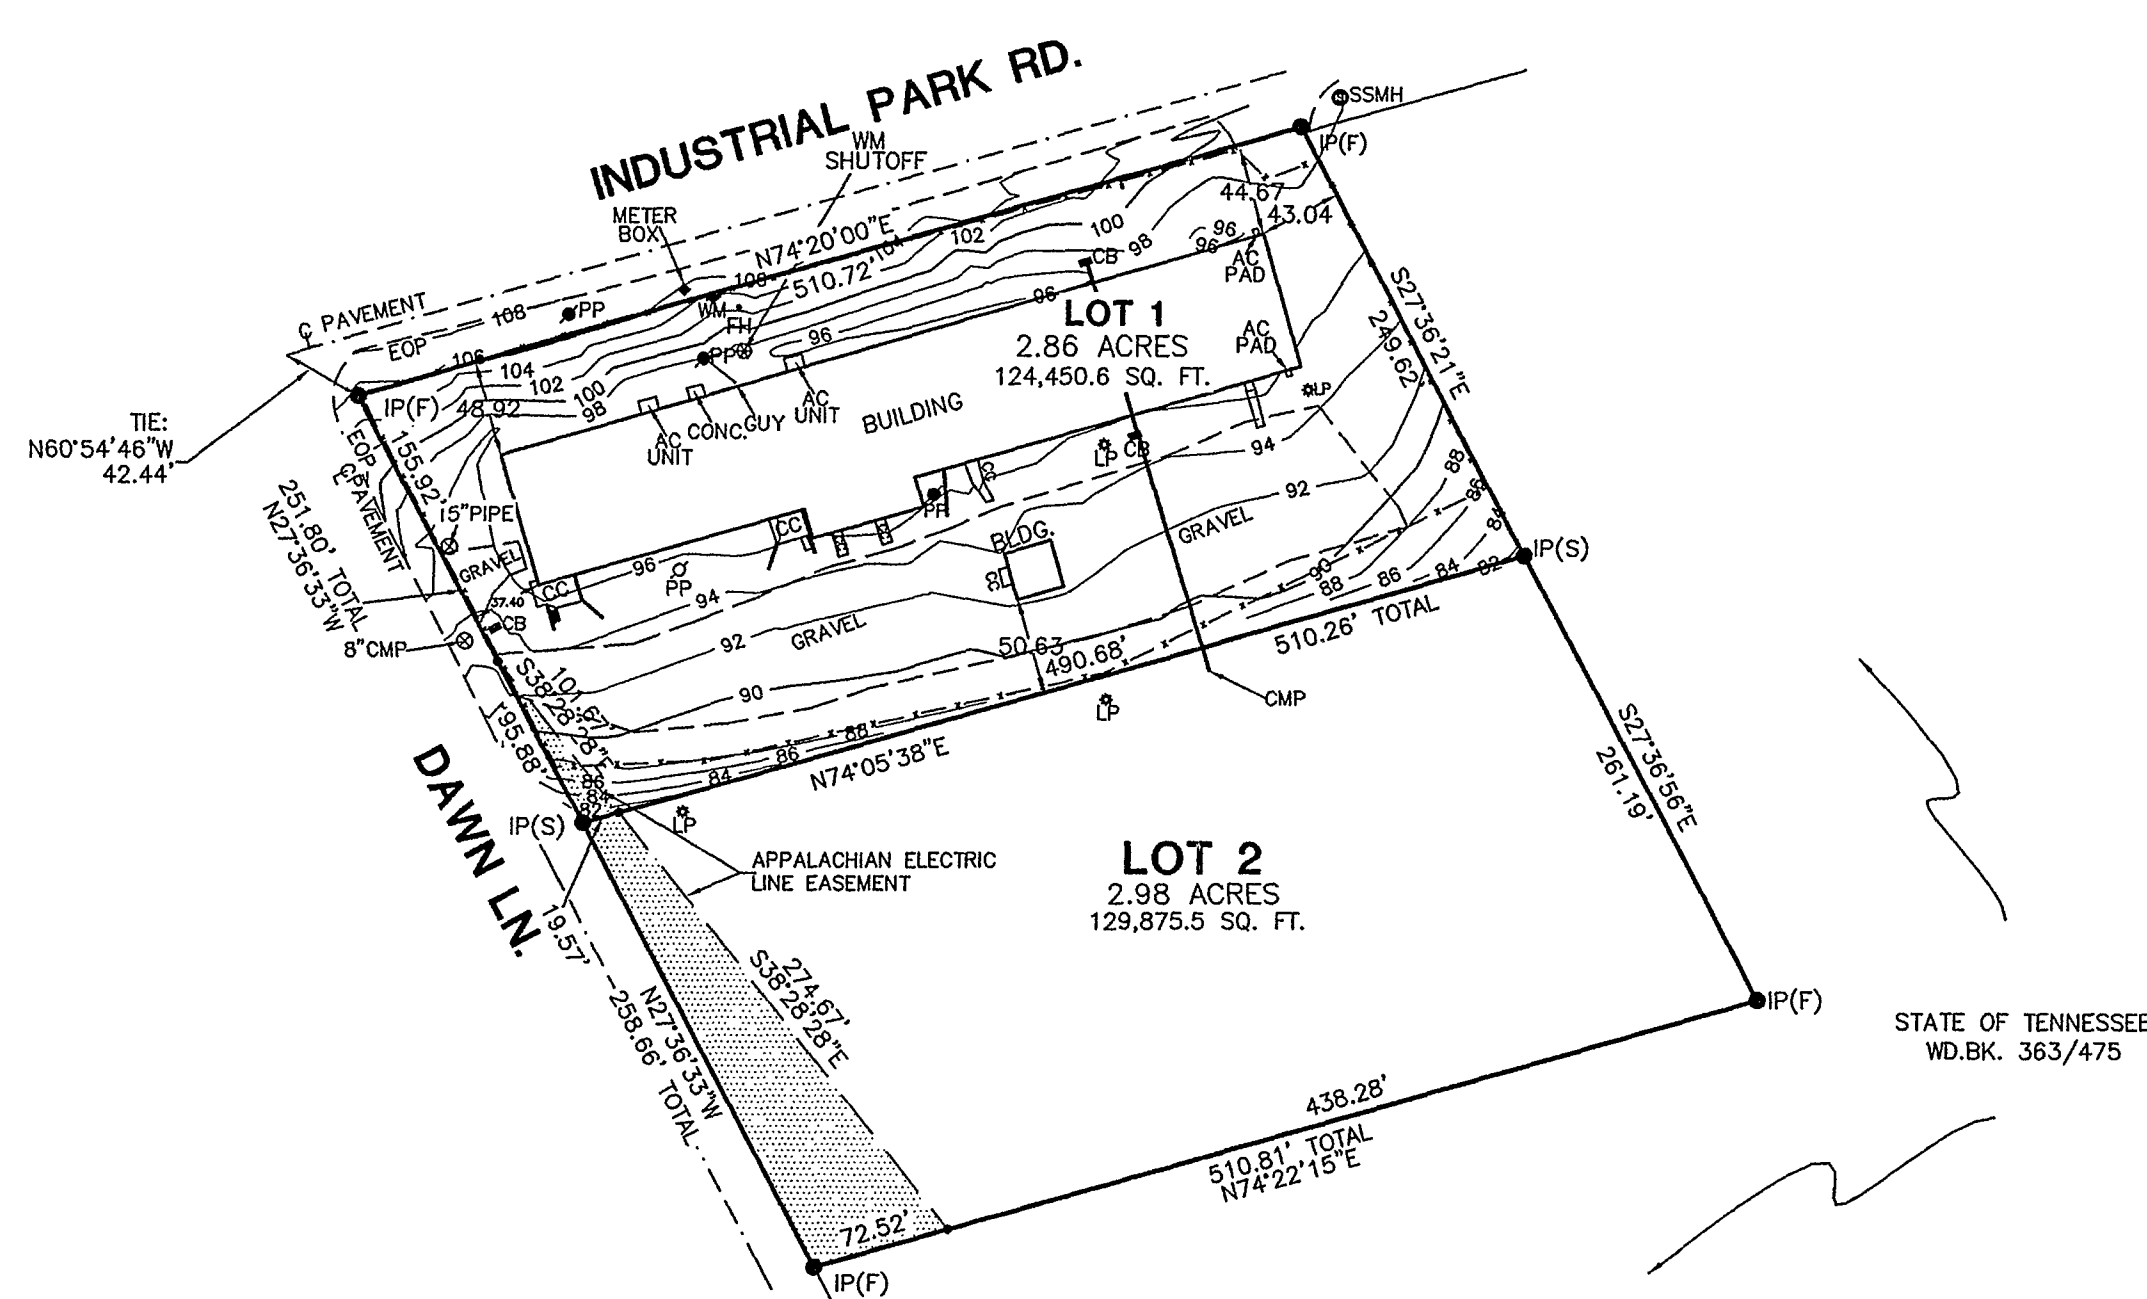 INDUSTRIAL PARK RD.
SSMH
IP(F)
WM
SHUTOFF
METER
BOX
N74°20'00"E
510.72'
44.67
43.04
104
102
100
98
96
96
CB
AC
PAD
108
WM
FH
PP
108
℄ PAVEMENT
EOP
106
104
102
100
98
PP
96
96
LOT 1
2.86 ACRES
124,450.6 SQ. FT.
AC
PAD
LP
S27°36'21"E
249.62'
TIE:
N60°54'46"W
42.44'
IP(F)
48.92
AC
UNIT
CONC.
GUY
AC
UNIT
BUILDING
LP
CB
94
88
86
84
EOP
℄ PAVEMENT
155.92'
251.80' TOTAL
N27°36'33"W
15"PIPE
GRAVEL
CC
PP
CC
92
GRAVEL
BLDG.
CC
96
PP
CC
94
37.40
CB
8"CMP
92
GRAVEL
50.63
490.68'
510.26' TOTAL
90
88
86
84
82
IP(S)
CMP
LP
90
88
86
84
N74°05'38"E
101.67'
S38°28'28"E
95.88'
86
84
82
IP(S)
LP
DAWN LN.
APPALACHIAN ELECTRIC
LINE EASEMENT
19.57'
LOT 2
2.98 ACRES
129,875.5 SQ. FT.
S27°36'56"E
261.19'
274.67'
S38°28'28"E
N27°36'33"W
258.66' TOTAL
IP(F)
STATE OF TENNESSEE
WD.BK. 363/475
438.28'
510.81' TOTAL
N74°22'15"E
72.52'
IP(F)